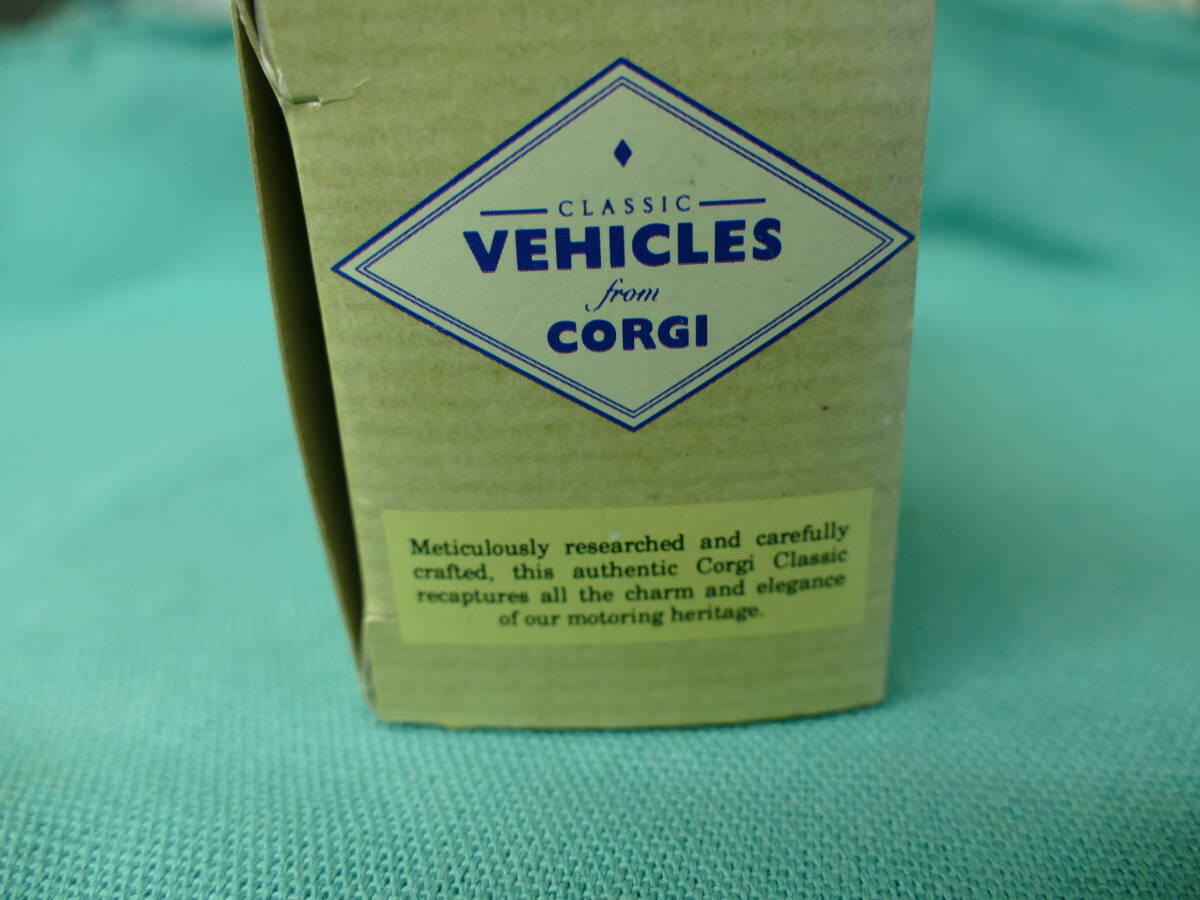 CLASSIC
VEHICLES
from
CORGI
Meticulously researched and carefully
crafted, this authentic Corgi Classic
recaptures all the charm and elegance
of our motoring heritage.